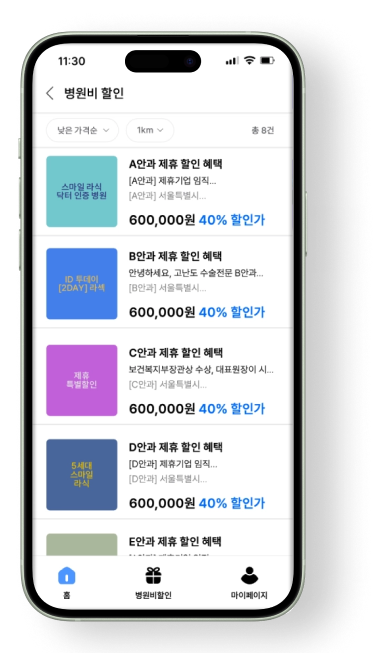 11:30
병원비 할인
낮은 가격순
1km
총 8건
스마일 라식
닥터 인증 병원
A안과 제휴 할인 혜택
[A안과] 제휴기업 임직...
[A안과] 서울특별시...
600,000원 40% 할인가
ID 투데이
[2DAY] 라섹
B안과 제휴 할인 혜택
안녕하세요, 고난도 수술전문 B안과...
[B안과] 서울특별시...
600,000원 40% 할인가
제휴
특별할인
C안과 제휴 할인 혜택
보건복지부장관상 수상, 대표원장이 시...
[C안과] 서울특별시...
600,000원 40% 할인가
5세대
스마일
라식
D안과 제휴 할인 혜택
[D안과] 제휴기업 임직...
[D안과] 서울특별시...
600,000원 40% 할인가
E안과 제휴 할인 혜택
홈
병원비할인
마이페이지